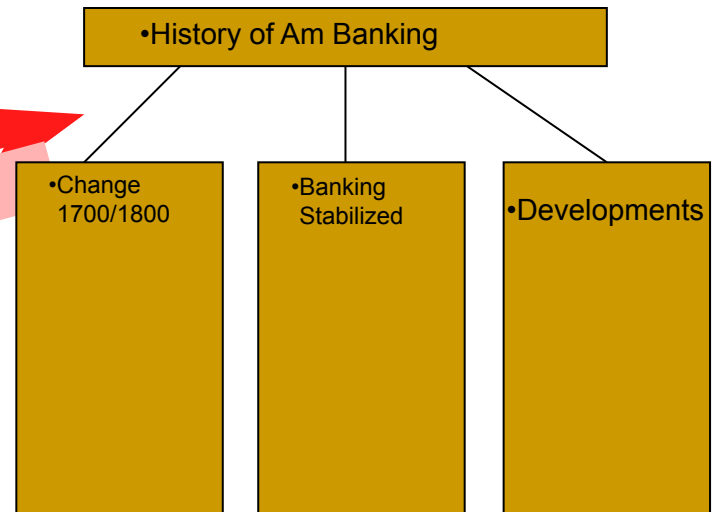 •History of Am Banking
•Change
1700/1800
•Banking
Stabilized
•Developments